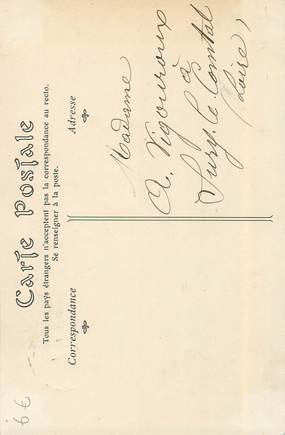 Carte Postale
Tous les pays étrangers n'acceptent pas la correspondance au recto.
Se renseigner à la poste.
Correspondance
Adresse
Madame
A. Vigouroux
à
Sury-le-Comtal
(Loire)
6€